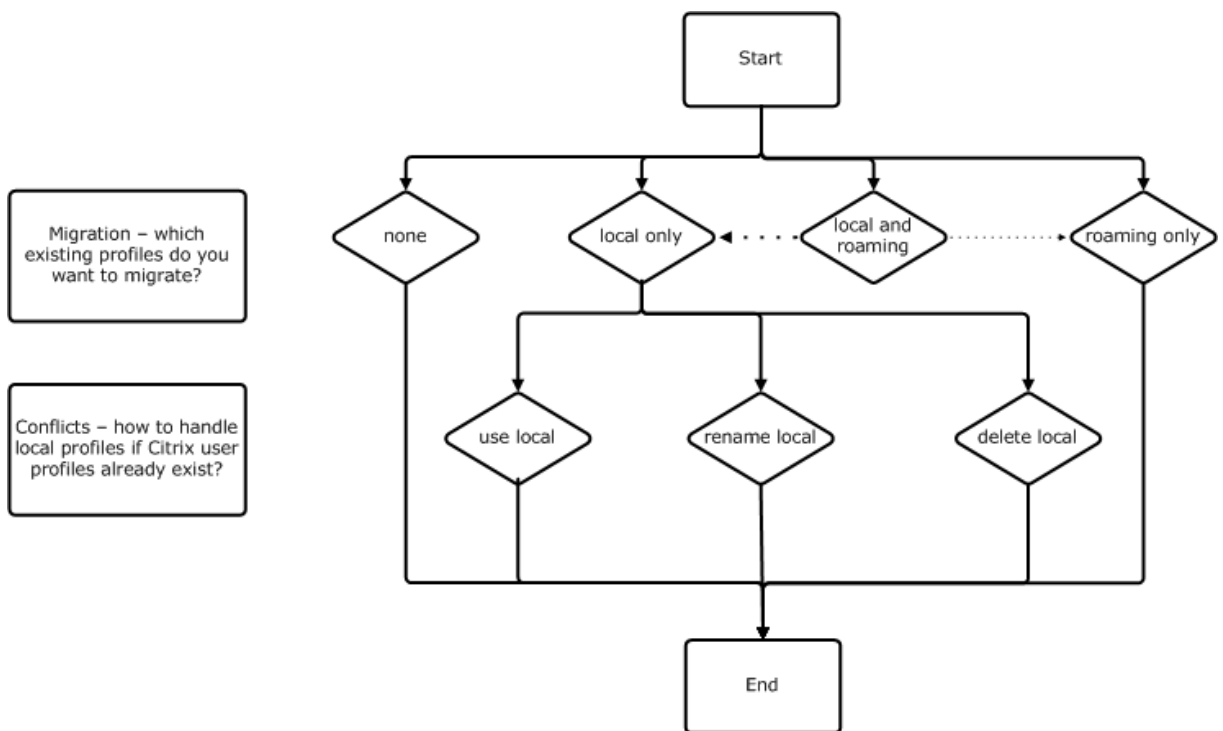 Start
Migration – which
existing profiles do you
want to migrate?
none
local only
local and
roaming
roaming only
Conflicts – how to handle
local profiles if Citrix user
profiles already exist?
use local
rename local
delete local
End